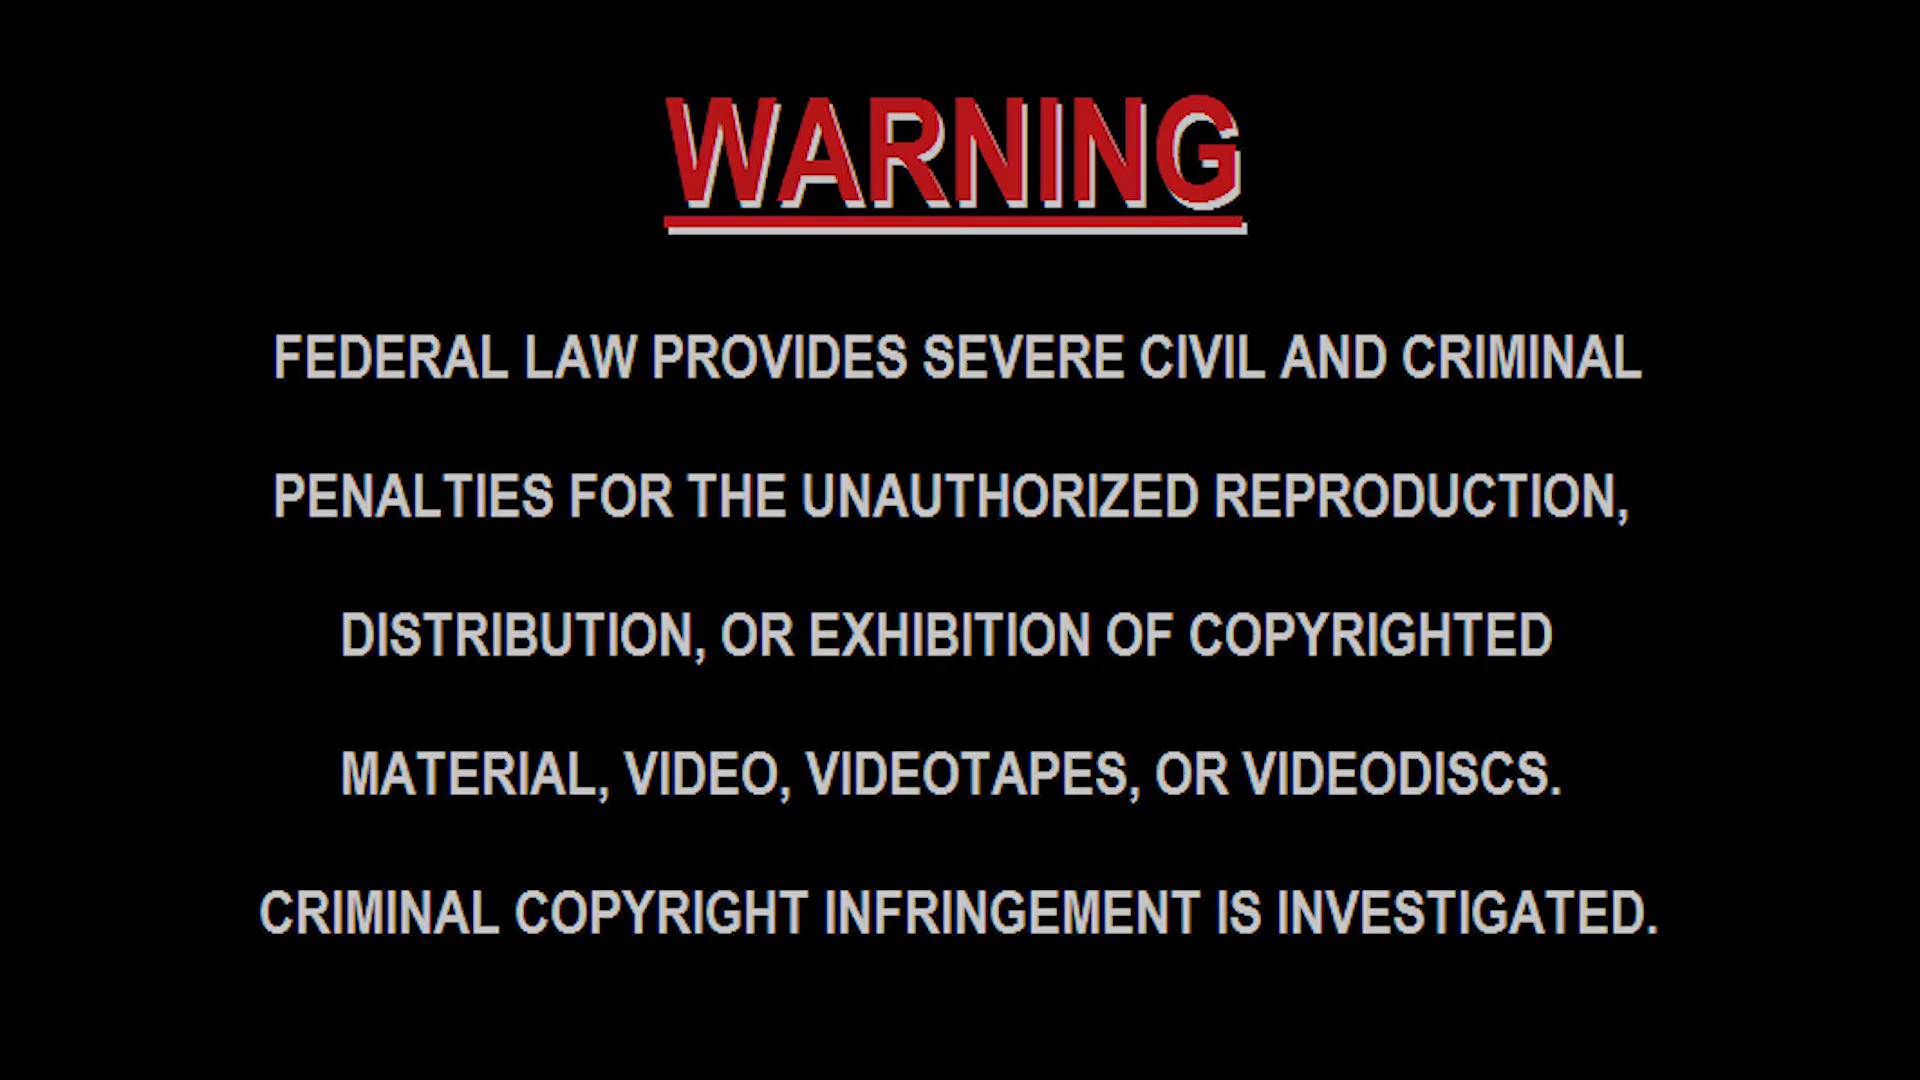 WARNING
FEDERAL LAW PROVIDES SEVERE CIVIL AND CRIMINAL
PENALTIES FOR THE UNAUTHORIZED REPRODUCTION,
DISTRIBUTION, OR EXHIBITION OF COPYRIGHTED
MATERIAL, VIDEO, VIDEOTAPES, OR VIDEODISCS.
CRIMINAL COPYRIGHT INFRINGEMENT IS INVESTIGATED.